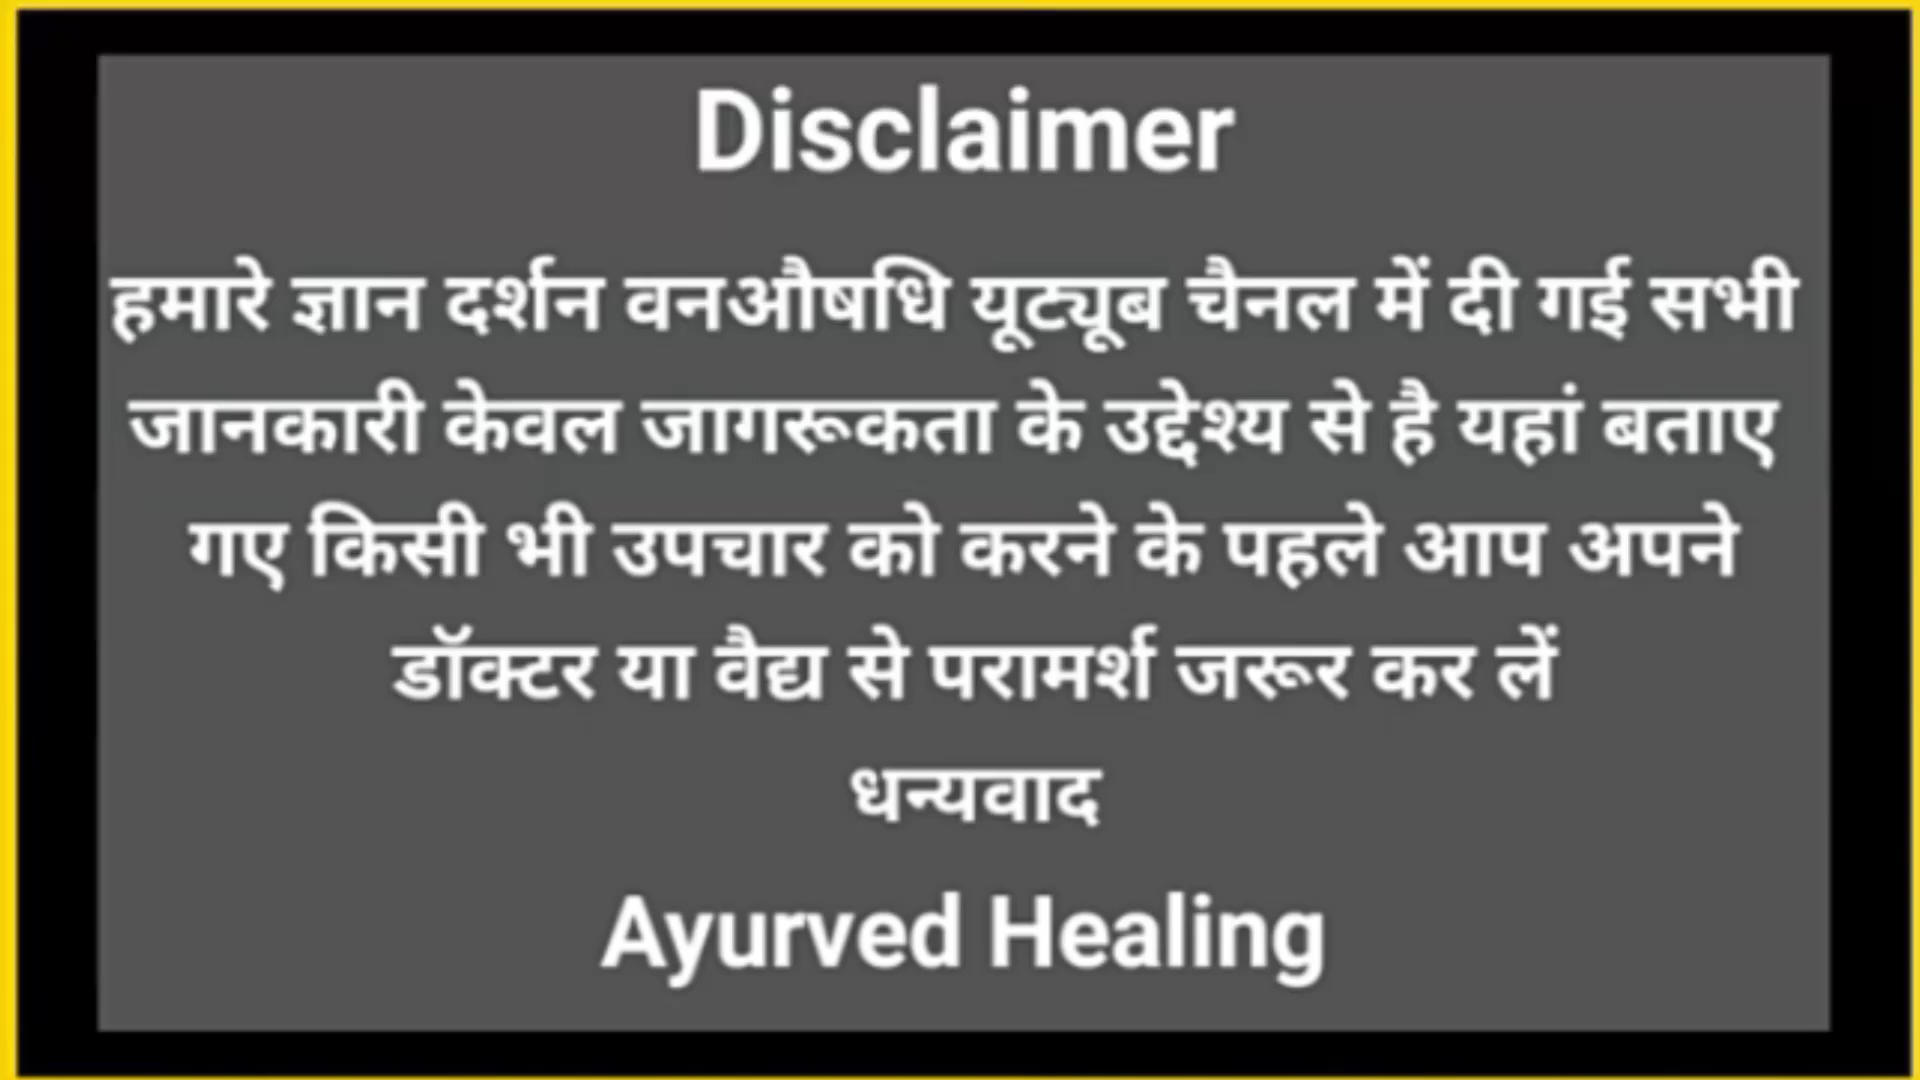 Disclaimer
हमारे ज्ञान दर्शन वनऔषधि यूट्यूब चैनल में दी गई सभी
जानकारी केवल जागरूकता के उद्देश्य से है यहां बताए
गए किसी भी उपचार को करने के पहले आप अपने
डॉक्टर या वैद्य से परामर्श जरूर कर लें
धन्यवाद
Ayurved Healing